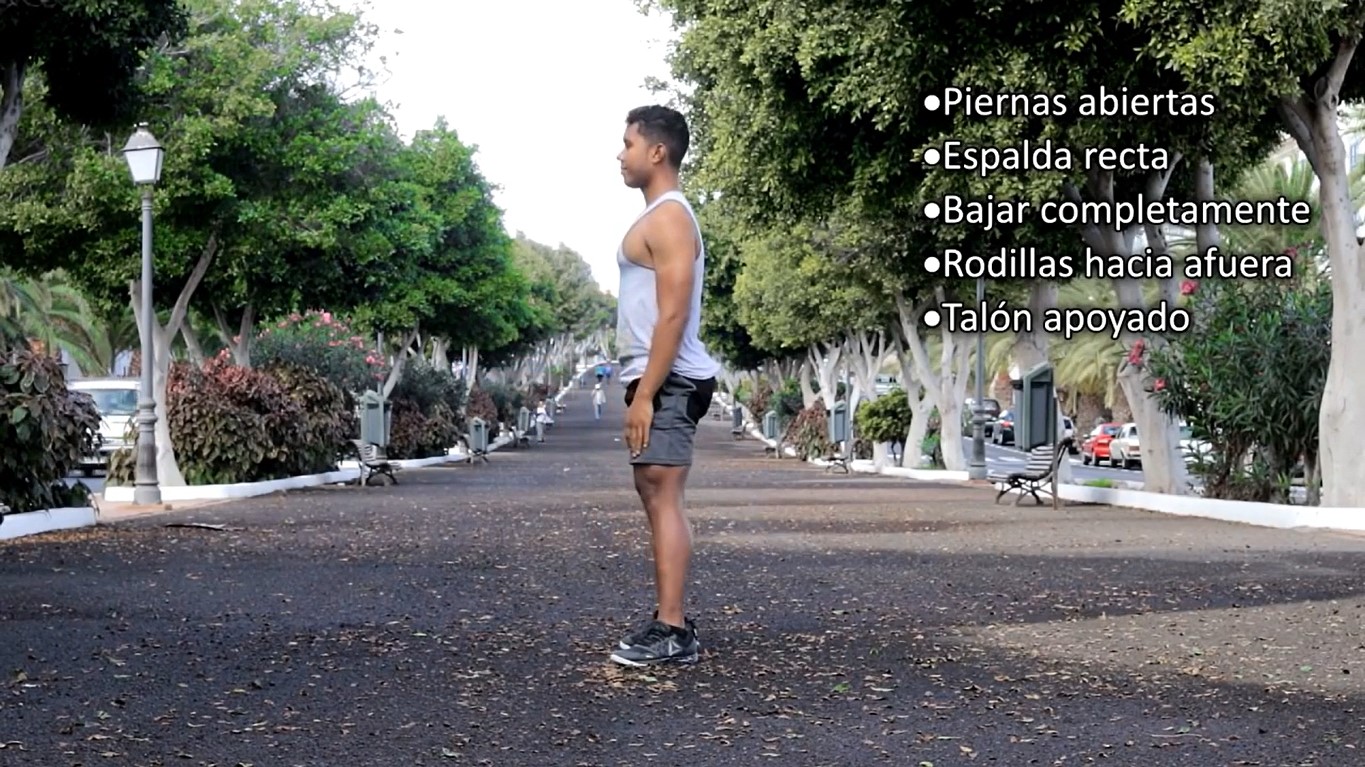 •Piernas abiertas
•Espalda recta
•Bajar completamente
•Rodillas hacia afuera
•Talón apoyado